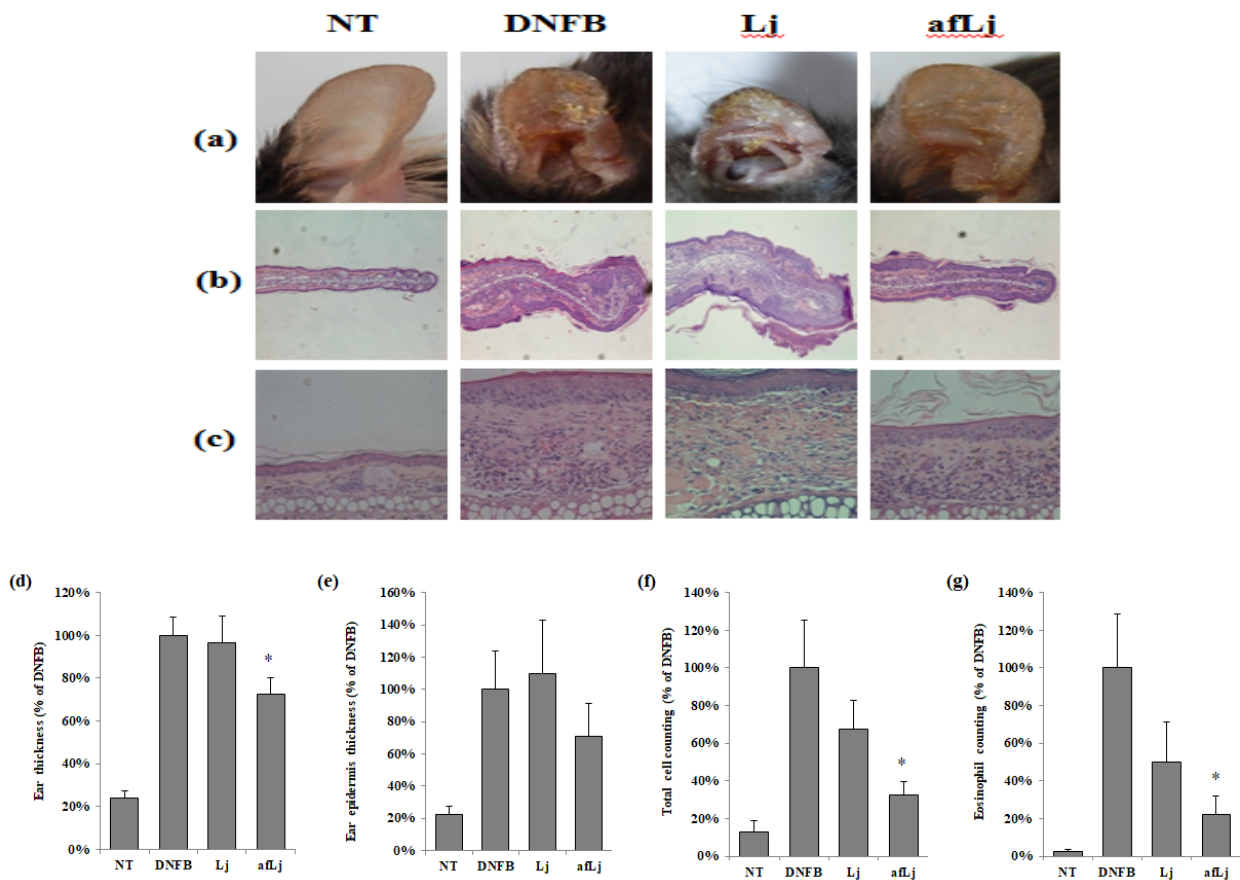 NT DNFB Lj afLj
(a)
(b)
(c)
(d)
Ear thickness (% of DNFB)
120%
100%
80%
60%
40%
20%
0%
*
NT DNFB Lj afLj
(e)
Ear epidermis thickness (% of DNFB)
160%
140%
120%
100%
80%
60%
40%
20%
0%
NT DNFB Lj afLj
(f)
Total cell counting (% of DNFB)
140%
120%
100%
80%
60%
40%
20%
0%
*
NT DNFB Lj afLj
(g)
Eosinophil counting (% of DNFB)
140%
120%
100%
80%
60%
40%
20%
0%
*
NT DNFB Lj afLj